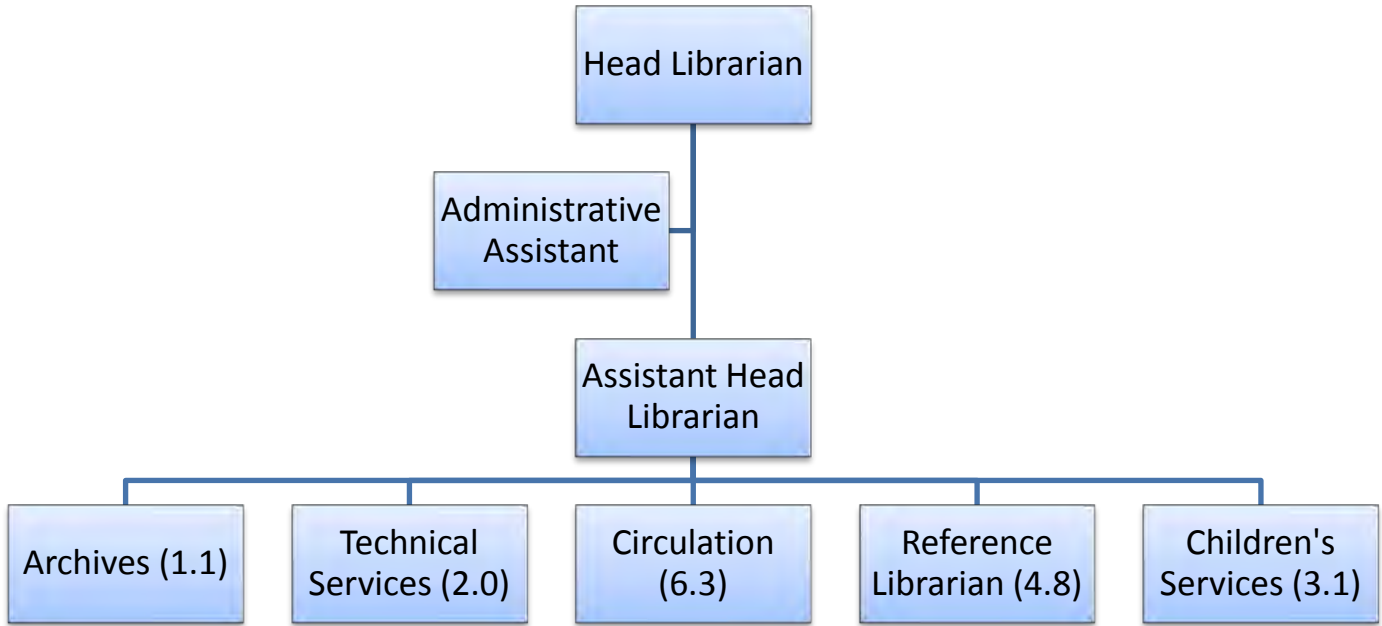 Head Librarian
Administrative
Assistant
Assistant Head
Librarian
Archives (1.1)
Technical
Services (2.0)
Circulation
(6.3)
Reference
Librarian (4.8)
Children's
Services (3.1)